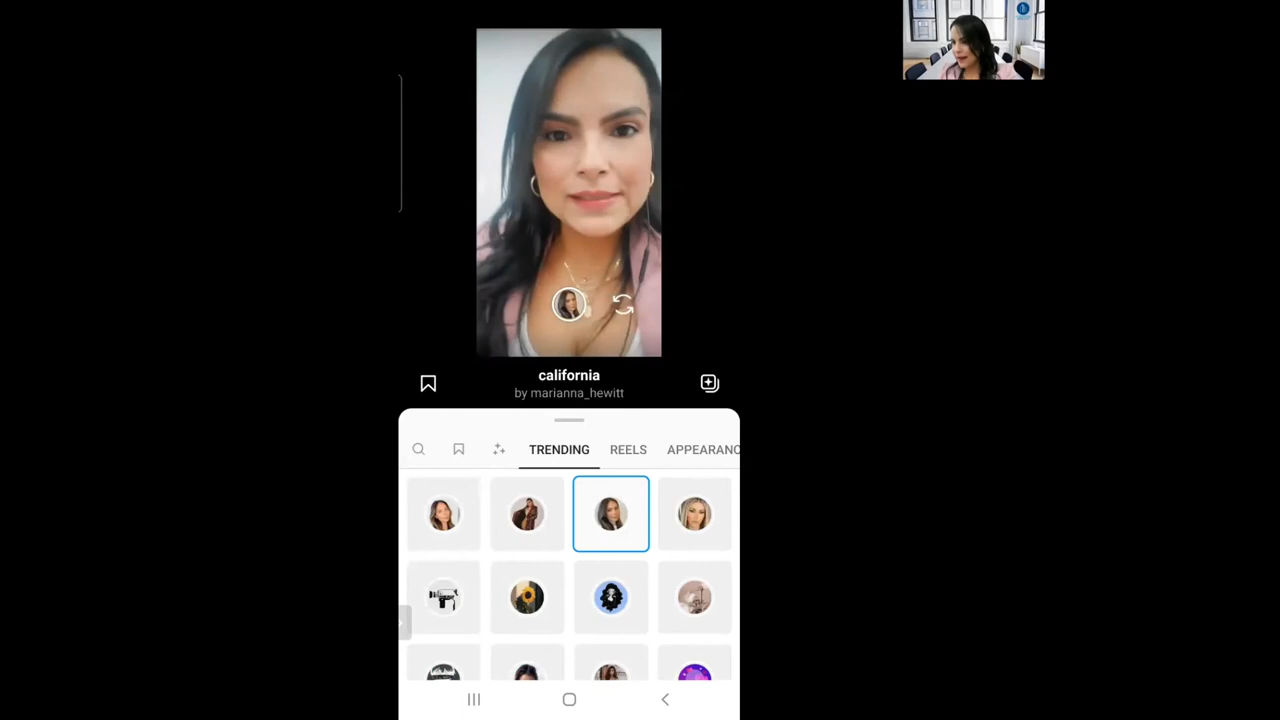 california
by marianna_hewitt
TRENDING
REELS
APPEARANC